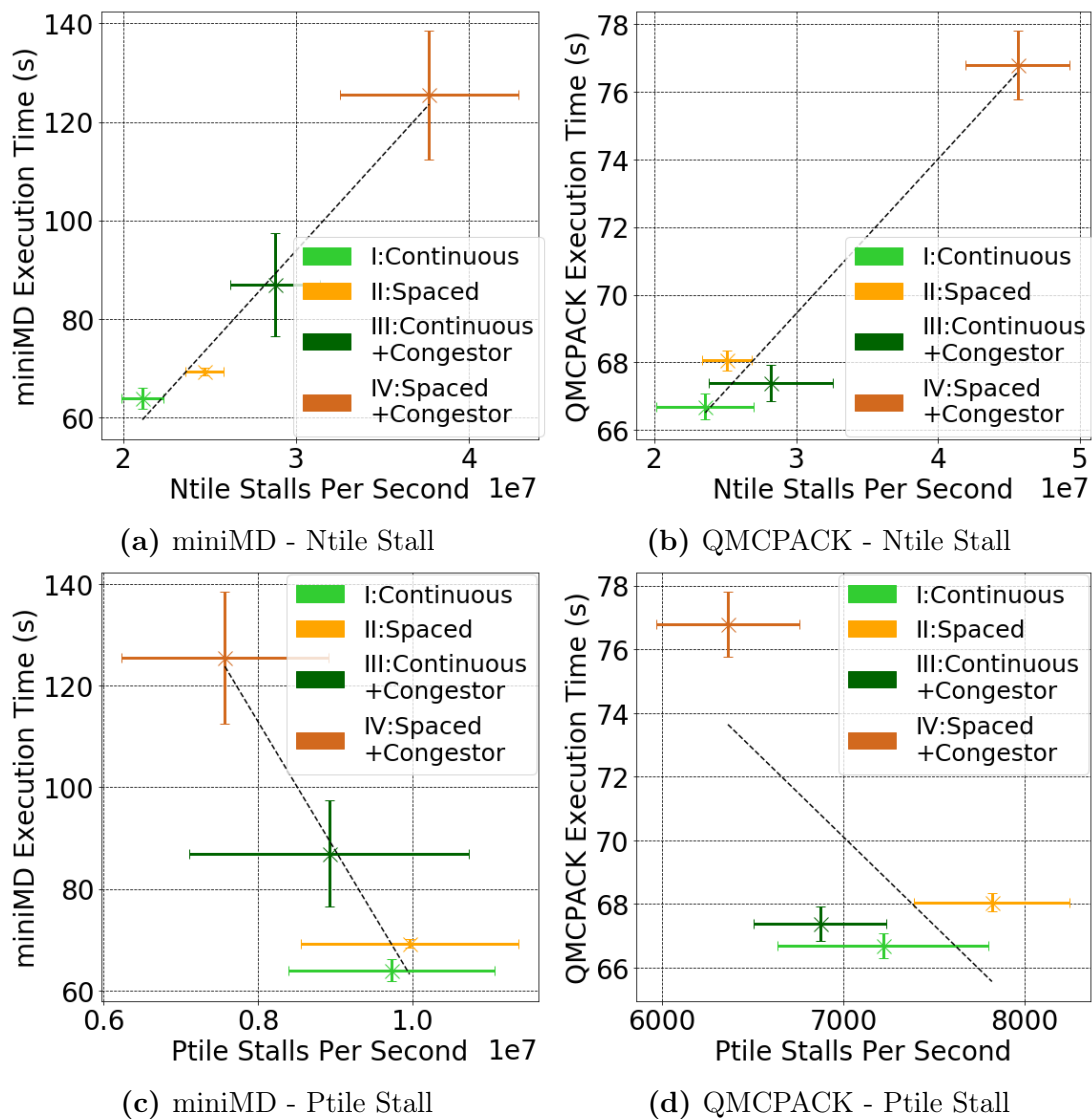 140
120
100
80
60
miniMD Execution Time (s)
I:Continuous
II:Spaced
III:Continuous
+Congestor
IV:Spaced
+Congestor
2
3
4
Ntile Stalls Per Second
1e7
(a) miniMD - Ntile Stall
78
76
74
72
70
68
66
QMCPACK Execution Time (s)
I:Continuous
II:Spaced
III:Continuous
+Congestor
IV:Spaced
+Congestor
2
3
4
5
Ntile Stalls Per Second
1e7
(b) QMCPACK - Ntile Stall
140
120
100
80
60
miniMD Execution Time (s)
I:Continuous
II:Spaced
III:Continuous
+Congestor
IV:Spaced
+Congestor
0.6
0.8
1.0
Ptile Stalls Per Second
1e7
(c) miniMD - Ptile Stall
78
76
74
72
70
68
66
QMCPACK Execution Time (s)
I:Continuous
II:Spaced
III:Continuous
+Congestor
IV:Spaced
+Congestor
6000
7000
8000
Ptile Stalls Per Second
(d) QMCPACK - Ptile Stall